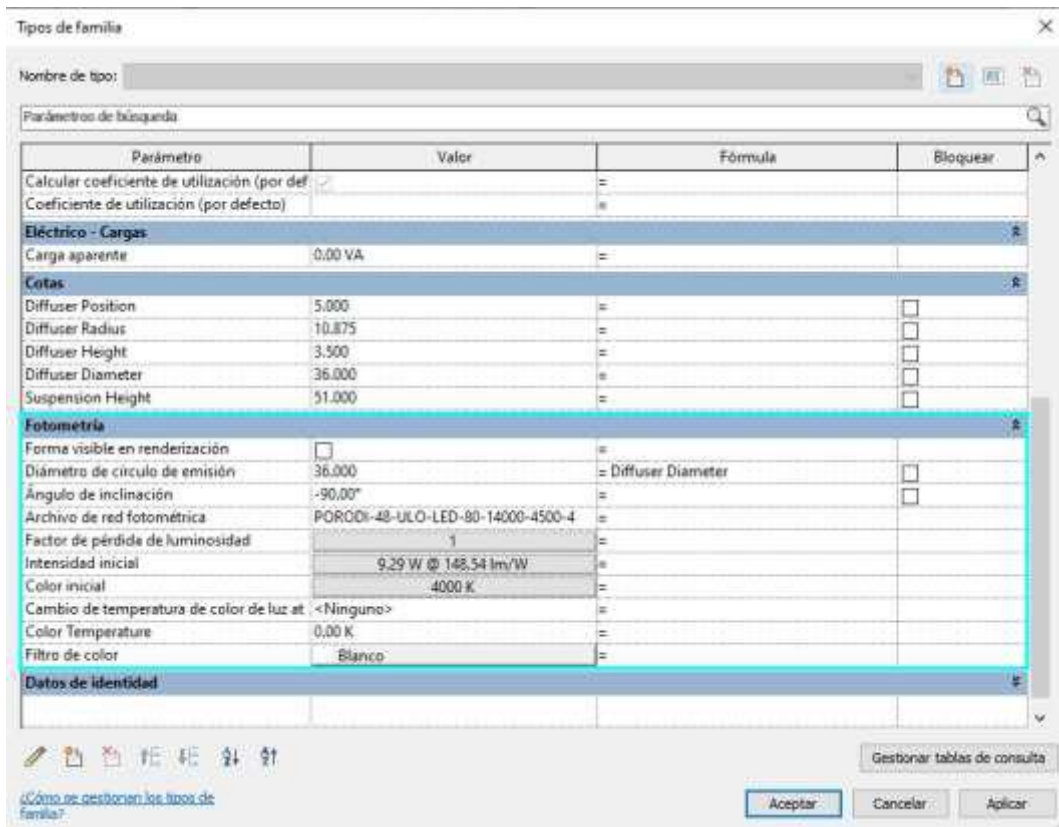 Tipos de familia
Nombre de tipo:
Parámetros de búsqueda
Parámetro Valor Fórmula Bloquear
Calcular coeficiente de utilización (por def =
Coeficiente de utilización (por defecto) =
Eléctrico - Cargas
Carga aparente 0.00 VA =
Cotas
Diffuser Position 5.000 =
Diffuser Radius 10.875 =
Diffuser Height 3.500 =
Diffuser Diameter 36.000 =
Suspension Height 51.000 =
Fotometría
Forma visible en renderización =
Diámetro de círculo de emisión 36.000 = Diffuser Diameter
Ángulo de inclinación -90.00° =
Archivo de red fotométrica PORODI-48-ULO-LED-80-14000-4500-4 =
Factor de pérdida de luminosidad 1 =
Intensidad inicial 9.29 W @ 148.54 lm/W =
Color inicial 4000 K =
Cambio de temperatura de color de luz at <Ninguno> =
Color Temperature 0.00 K =
Filtro de color Blanco =
Datos de identidad
Gestionar tablas de consulta
¿Cómo se gestionan los tipos de
familia?
Aceptar Cancelar Aplicar